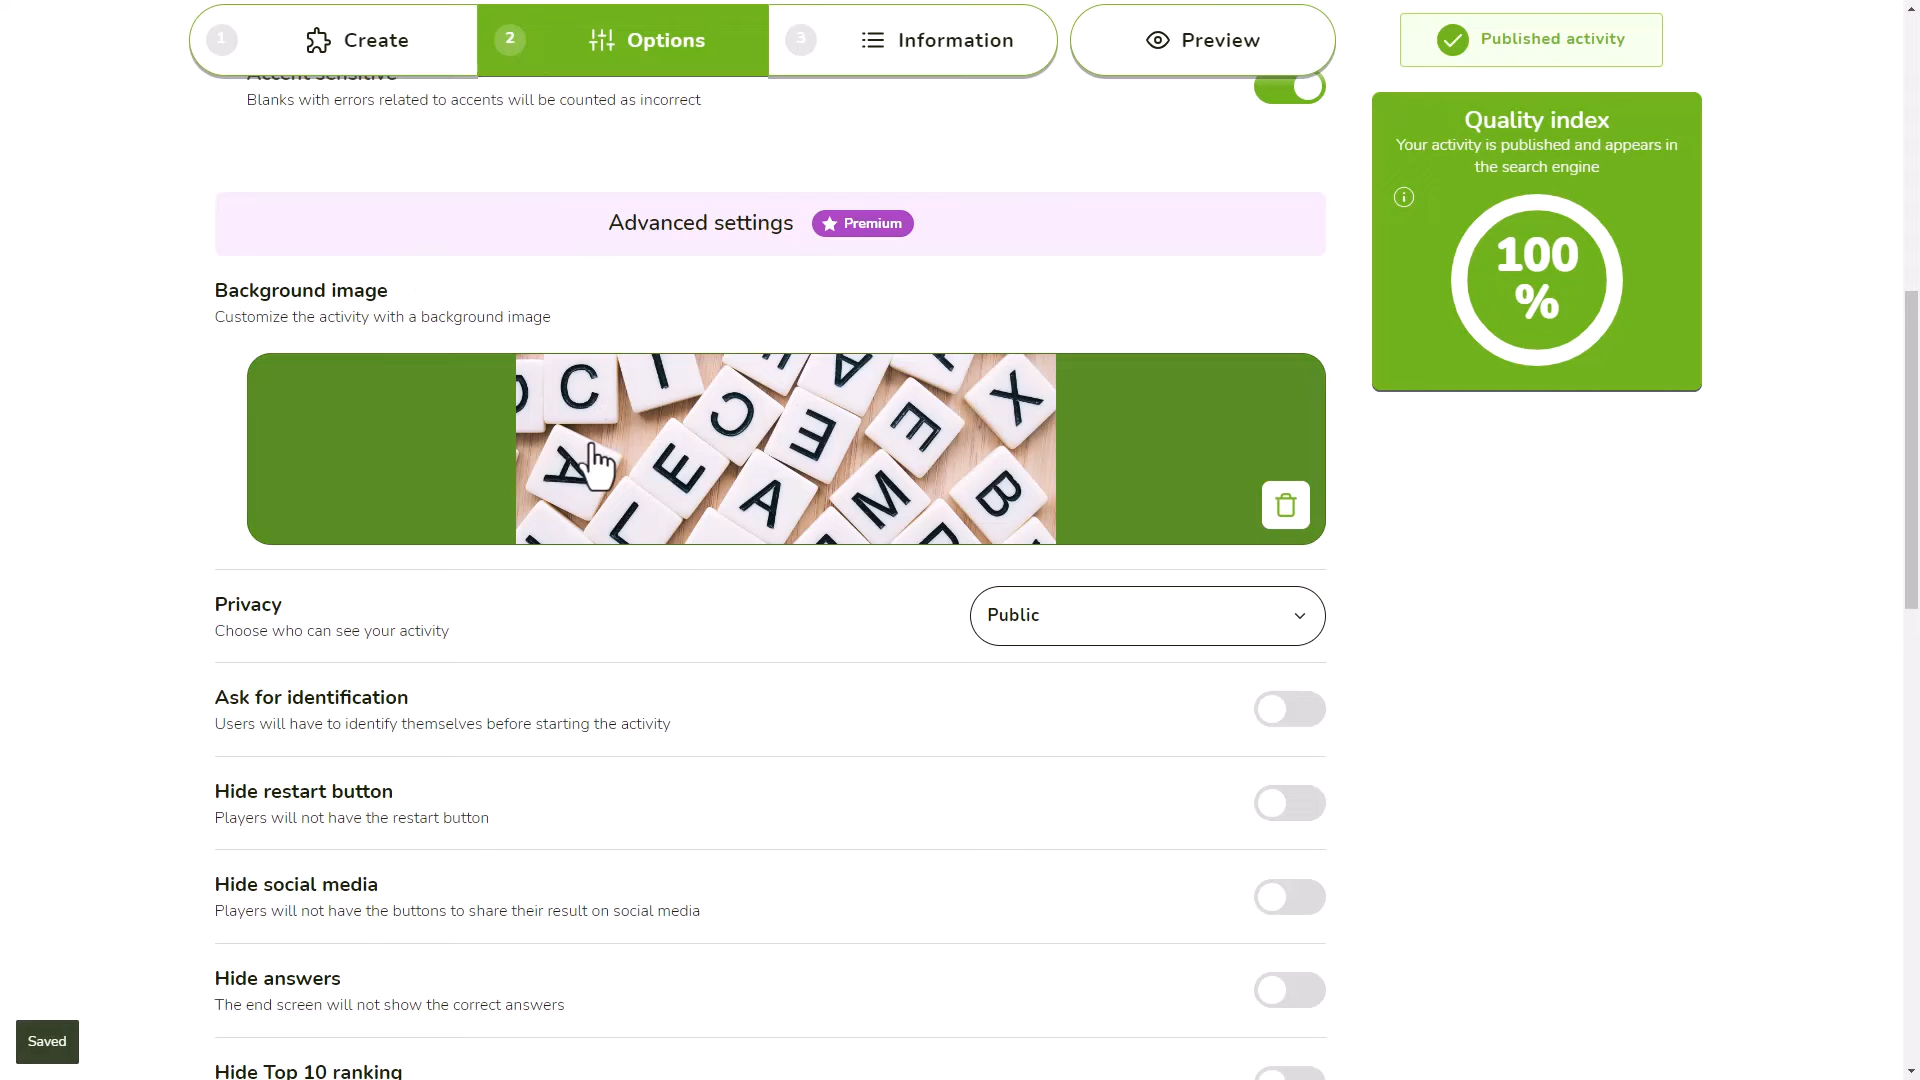 1 Create
2 Options
3 Information
Preview
Published activity
Accent sensitive
Blanks with errors related to accents will be counted as incorrect
Quality index
Your activity is published and appears in
the search engine
100
%
Advanced settings Premium
Background image
Customize the activity with a background image
C I A X
C E E
A E A M B
L
Privacy
Choose who can see your activity
Public
Ask for identification
Users will have to identify themselves before starting the activity
Hide restart button
Players will not have the restart button
Hide social media
Players will not have the buttons to share their result on social media
Hide answers
The end screen will not show the correct answers
Saved
Hide Top 10 ranking